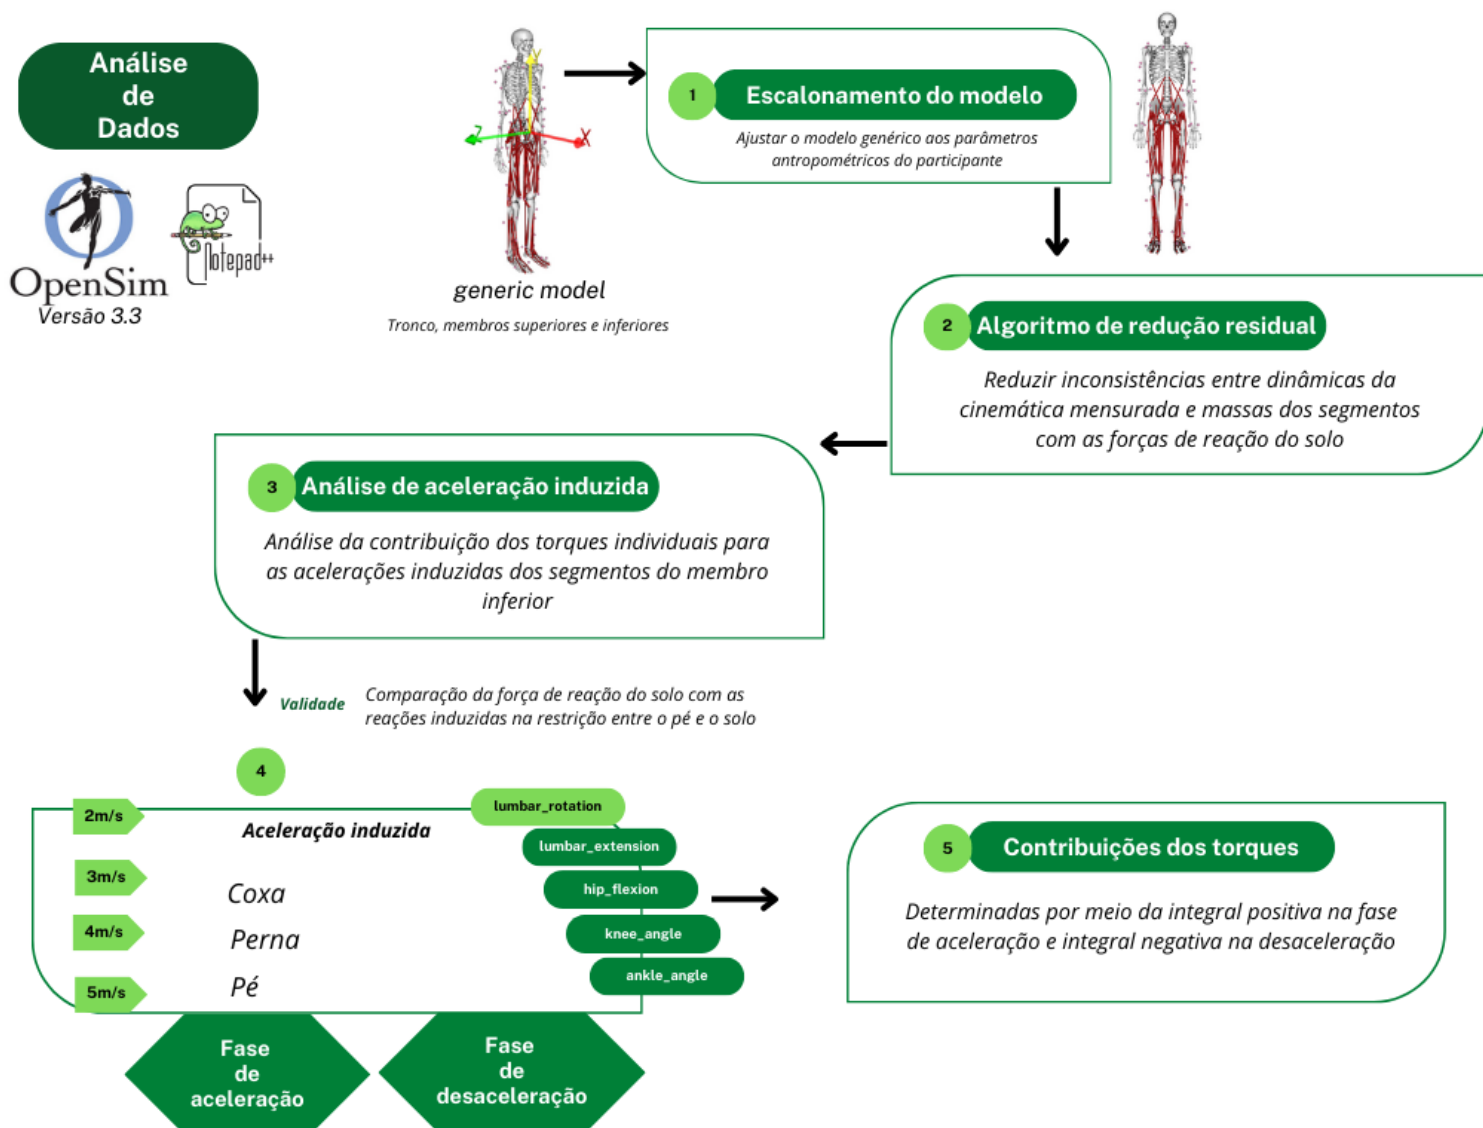 Análise
de
Dados
OpenSim
Versão 3.3
Notepad++
Y
Z
X
generic model
Tronco, membros superiores e inferiores
1
Escalonamento do modelo
Ajustar o modelo genérico aos parâmetros
antropométricos do participante
2
Algoritmo de redução residual
Reduzir inconsistências entre dinâmicas da
cinemática mensurada e massas dos segmentos
com as forças de reação do solo
3
Análise de aceleração induzida
Análise da contribuição dos torques individuais para
as acelerações induzidas dos segmentos do membro
inferior
Validade
Comparação da força de reação do solo com as
reações induzidas na restrição entre o pé e o solo
4
2m/s
3m/s
4m/s
5m/s
Aceleração induzida
Coxa
Perna
Pé
lumbar_rotation
lumbar_extension
hip_flexion
knee_angle
ankle_angle
Fase
de
aceleração
Fase
de
desaceleração
5
Contribuições dos torques
Determinadas por meio da integral positiva na fase
de aceleração e integral negativa na desaceleração